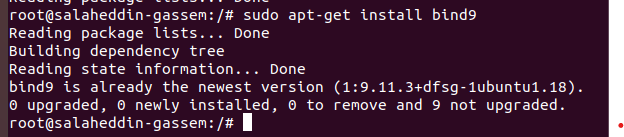 root@salaheddin-gassem:/# sudo apt-get install bind9
Reading package lists... Done
Building dependency tree
Reading state information... Done
bind9 is already the newest version (1:9.11.3+dfsg-1ubuntu1.18).
0 upgraded, 0 newly installed, 0 to remove and 9 not upgraded.
root@salaheddin-gassem:/#